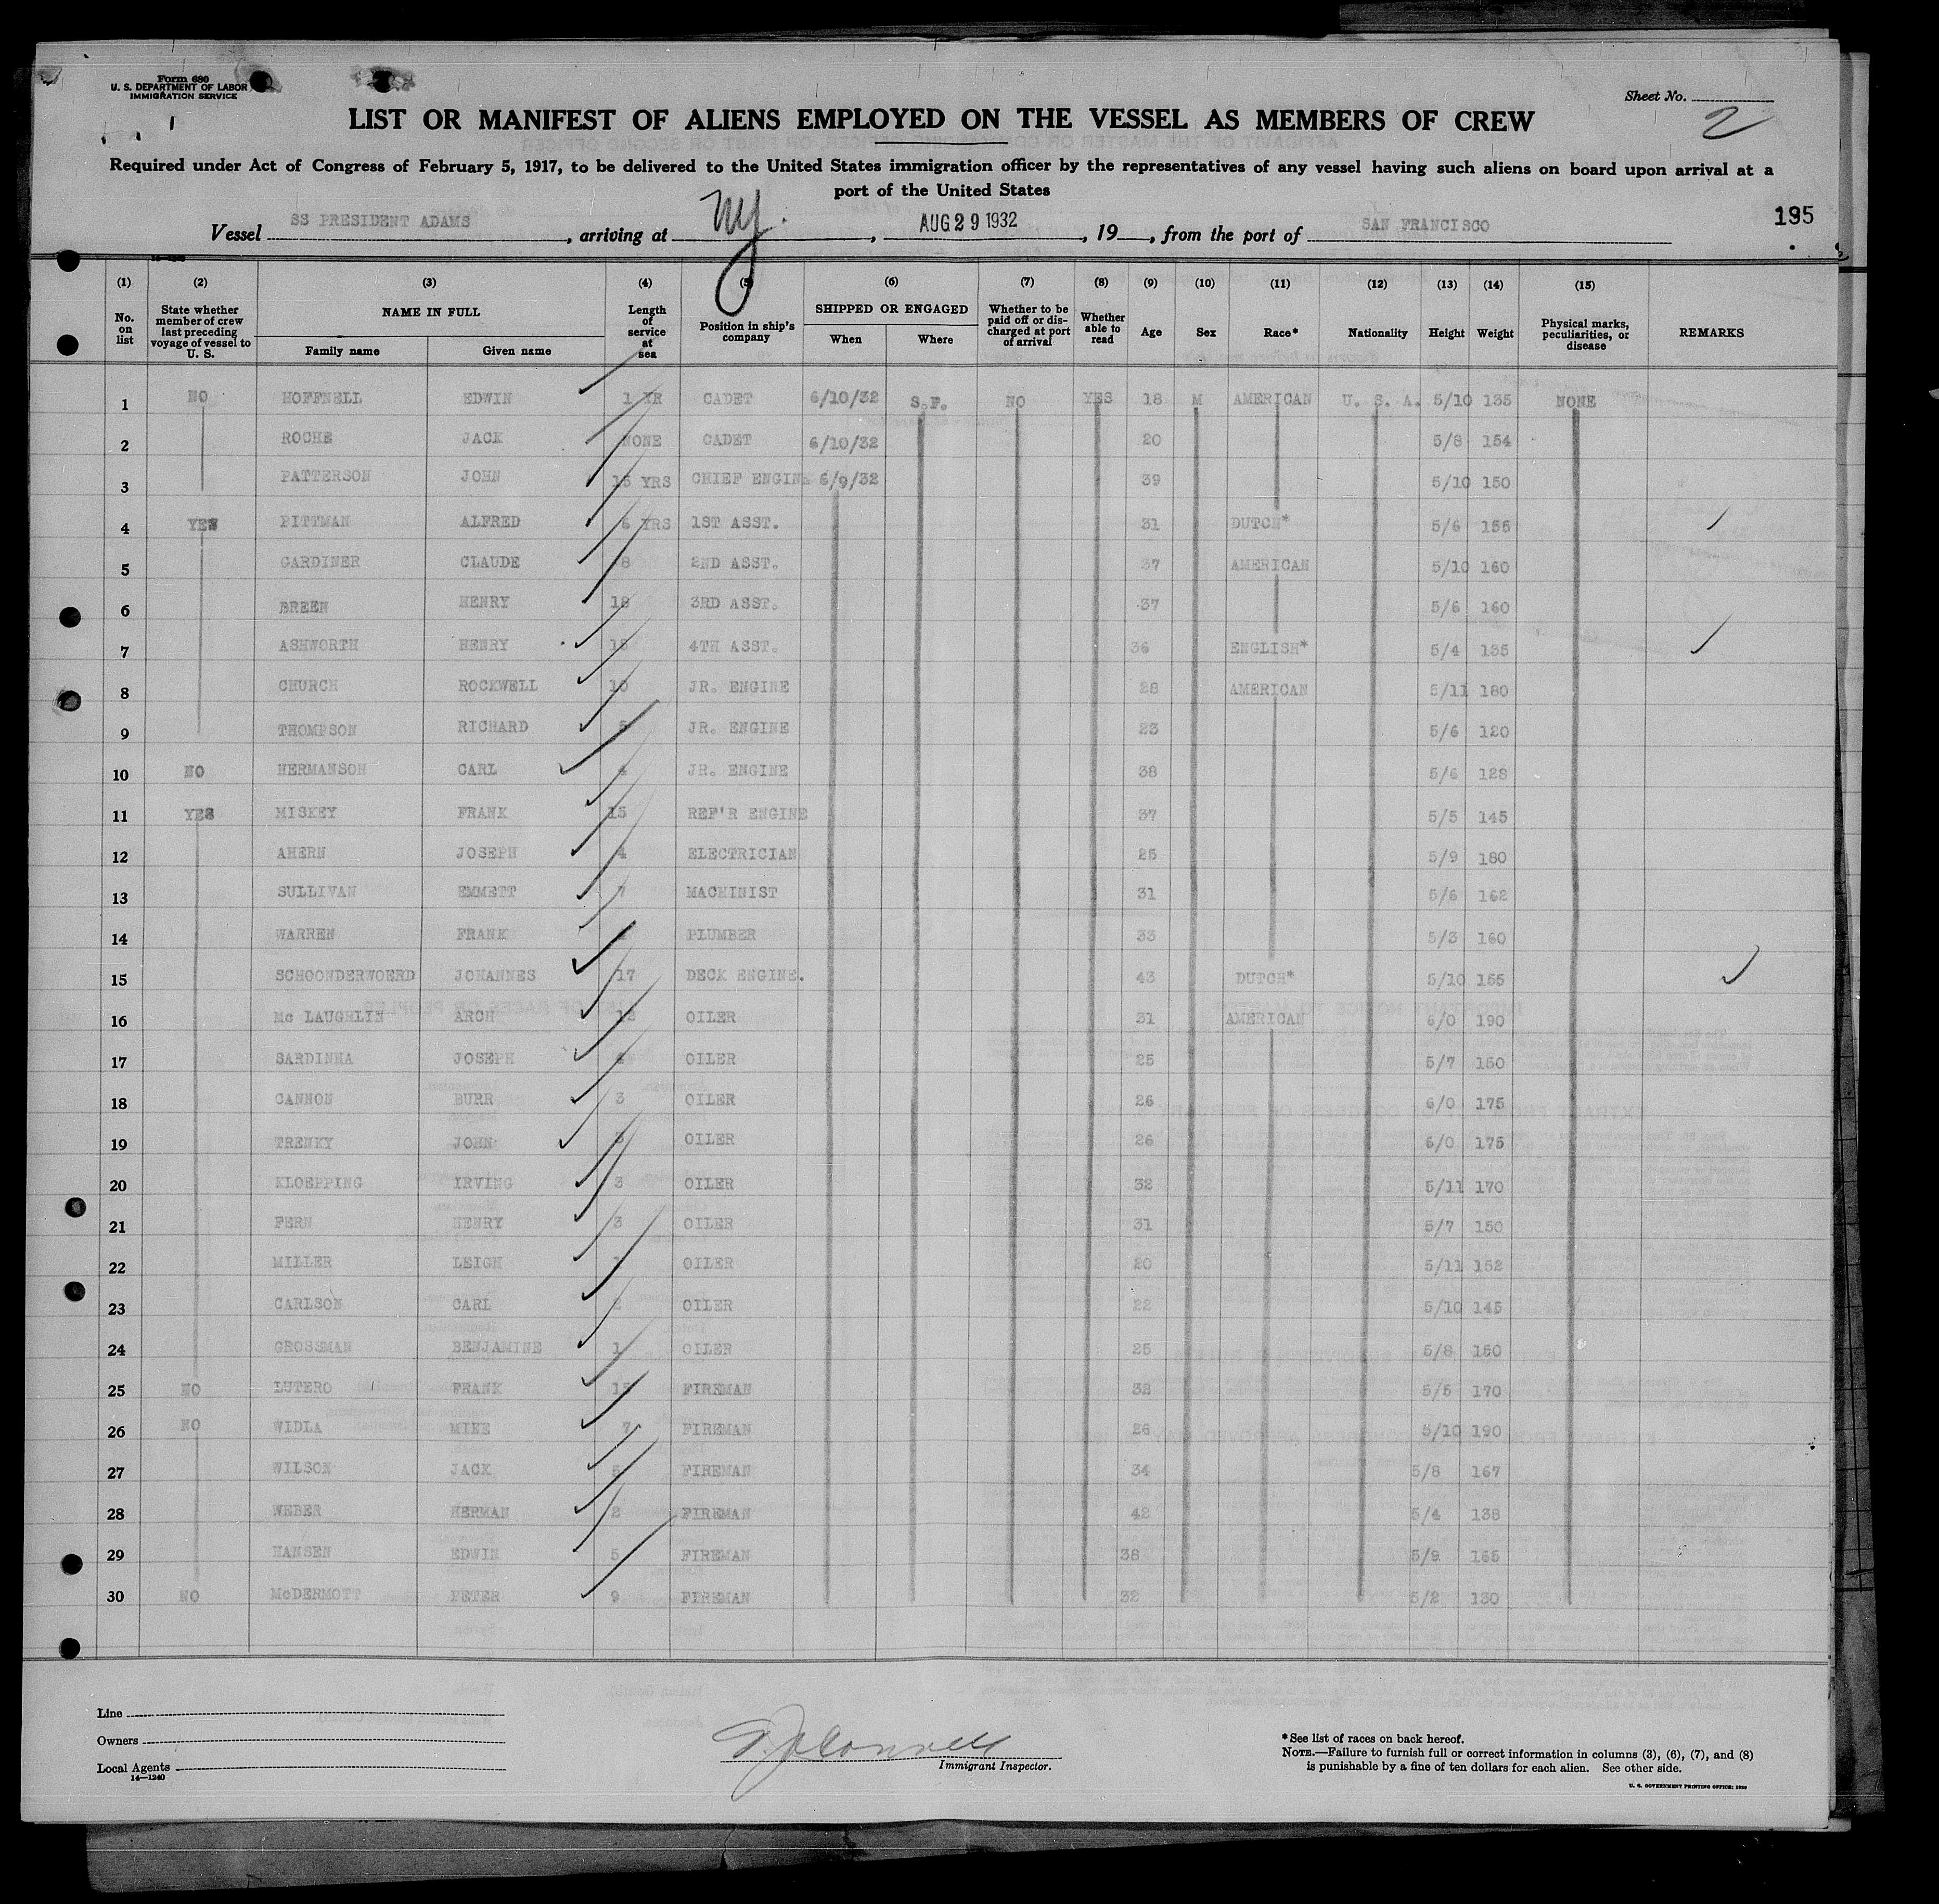 Form 680
U. S. DEPARTMENT OF LABOR
IMMIGRATION SERVICE
Sheet No. 2
LIST OR MANIFEST OF ALIENS EMPLOYED ON THE VESSEL AS MEMBERS OF CREW
Required under Act of Congress of February 5, 1917, to be delivered to the United States immigration officer by the representatives of any vessel having such aliens on board upon arrival at a
port of the United States
195
Vessel SS PRESIDENT ADAMS, arriving at NY., AUG 29 1932, 19, from the port of SAN FRANCISCO
(1) (2) (3) (4) (5) (6) (7) (8) (9) (10) (11) (12) (13) (14) (15)
No. on list State whether member of crew last preceding voyage of vessel to U. S. NAME IN FULL Family name Given name Length of service at sea Position in ship's company SHIPPED OR ENGAGED When Where Whether to be paid off or discharged at port of arrival Whether able to read Age Sex Race* Nationality Height Weight Physical marks, peculiarities, or disease REMARKS
1 NO HOFFNELL EDWIN 1 YR CADET 6/10/32 S.F. NO YES 18 M AMERICAN U. S. A. 5/10 135 NONE
2 ROCHE JACK NONE CADET 6/10/32 20 5/8 154
3 PATTERSON JOHN 15 YRS CHIEF ENGINE 6/9/32 39 5/10 150
4 YES PITTMAN ALFRED 6 YRS 1ST ASST. 31 DUTCH* 5/6 155
5 GARDINER CLAUDE 8 2ND ASST. 37 AMERICAN 5/10 160
6 BREEN HENRY 18 3RD ASST. 37 5/6 160
7 ASHWORTH HENRY 15 4TH ASST. 36 ENGLISH* 5/4 135
8 CHURCH ROCKWELL 10 JR. ENGINE 28 AMERICAN 5/11 180
9 THOMPSON RICHARD 5 JR. ENGINE 23 5/6 120
10 NO HERMANSON CARL 4 JR. ENGINE 38 5/6 128
11 YES MISKEY FRANK 15 REF'R ENGINE 37 5/5 145
12 AHERN JOSEPH 4 ELECTRICIAN 25 5/9 180
13 SULLIVAN EMMETT 7 MACHINIST 31 5/6 162
14 WARREN FRANK PLUMBER 33 5/3 160
15 SCHOONDERWOERD JOHANNES 17 DECK ENGINE. 43 DUTCH* 5/10 155
16 Mc LAUGHLIN ARCH 12 OILER 31 AMERICAN 6/0 190
17 SARDINHA JOSEPH 4 OILER 25 5/7 150
18 CANNON BURR 3 OILER 26 6/0 175
19 TRENKY JOHN 3 OILER 26 6/0 175
20 KLOEPPING IRVING 3 OILER 32 5/11 170
21 FERN HENRY 3 OILER 31 5/7 150
22 MILLER LEIGH OILER 20 5/11 152
23 CARLSON CARL 2 OILER 22 5/10 145
24 GROSSMAN BENJAMINE 1 OILER 25 5/8 150
25 NO LUTERO FRANK 15 FIREMAN 32 5/5 170
26 NO WIDLA MIKE 7 FIREMAN 26 5/10 190
27 WILSON JACK FIREMAN 34 5/8 167
28 WEBER HERMAN 2 FIREMAN 42 5/4 138
29 HANSEN EDWIN 5 FIREMAN 38 5/9 165
30 NO McDERMOTT PETER 9 FIREMAN 32 5/2 130
Line
Owners
Local Agents
14—1240
Immigrant Inspector.
*See list of races on back hereof.
NOTE.—Failure to furnish full or correct information in columns (3), (6), (7), and (8)
is punishable by a fine of ten dollars for each alien. See other side.
U. S. GOVERNMENT PRINTING OFFICE: 1930